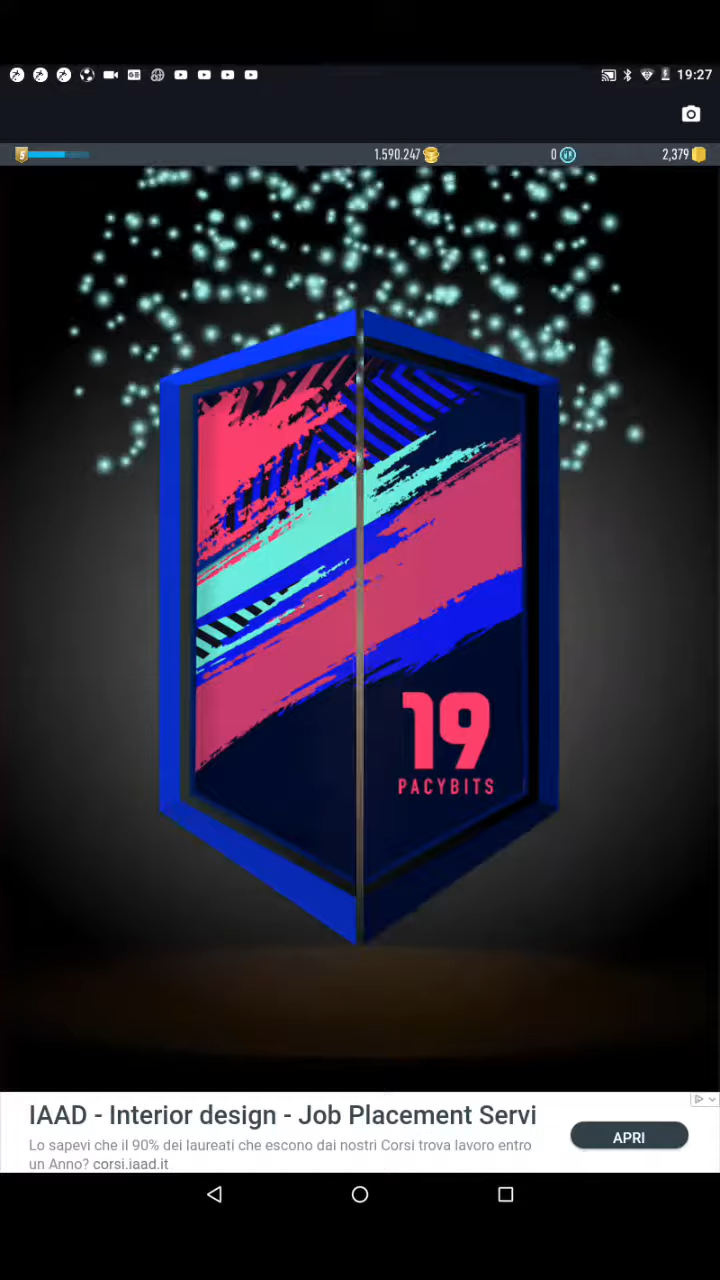 19:27
5
1.590.247
0
2,379
19
PACYBITS
IAAD - Interior design - Job Placement Servi
Lo sapevi che il 90% dei laureati che escono dai nostri Corsi trova lavoro entro
un Anno? corsi.iaad.it
APRI